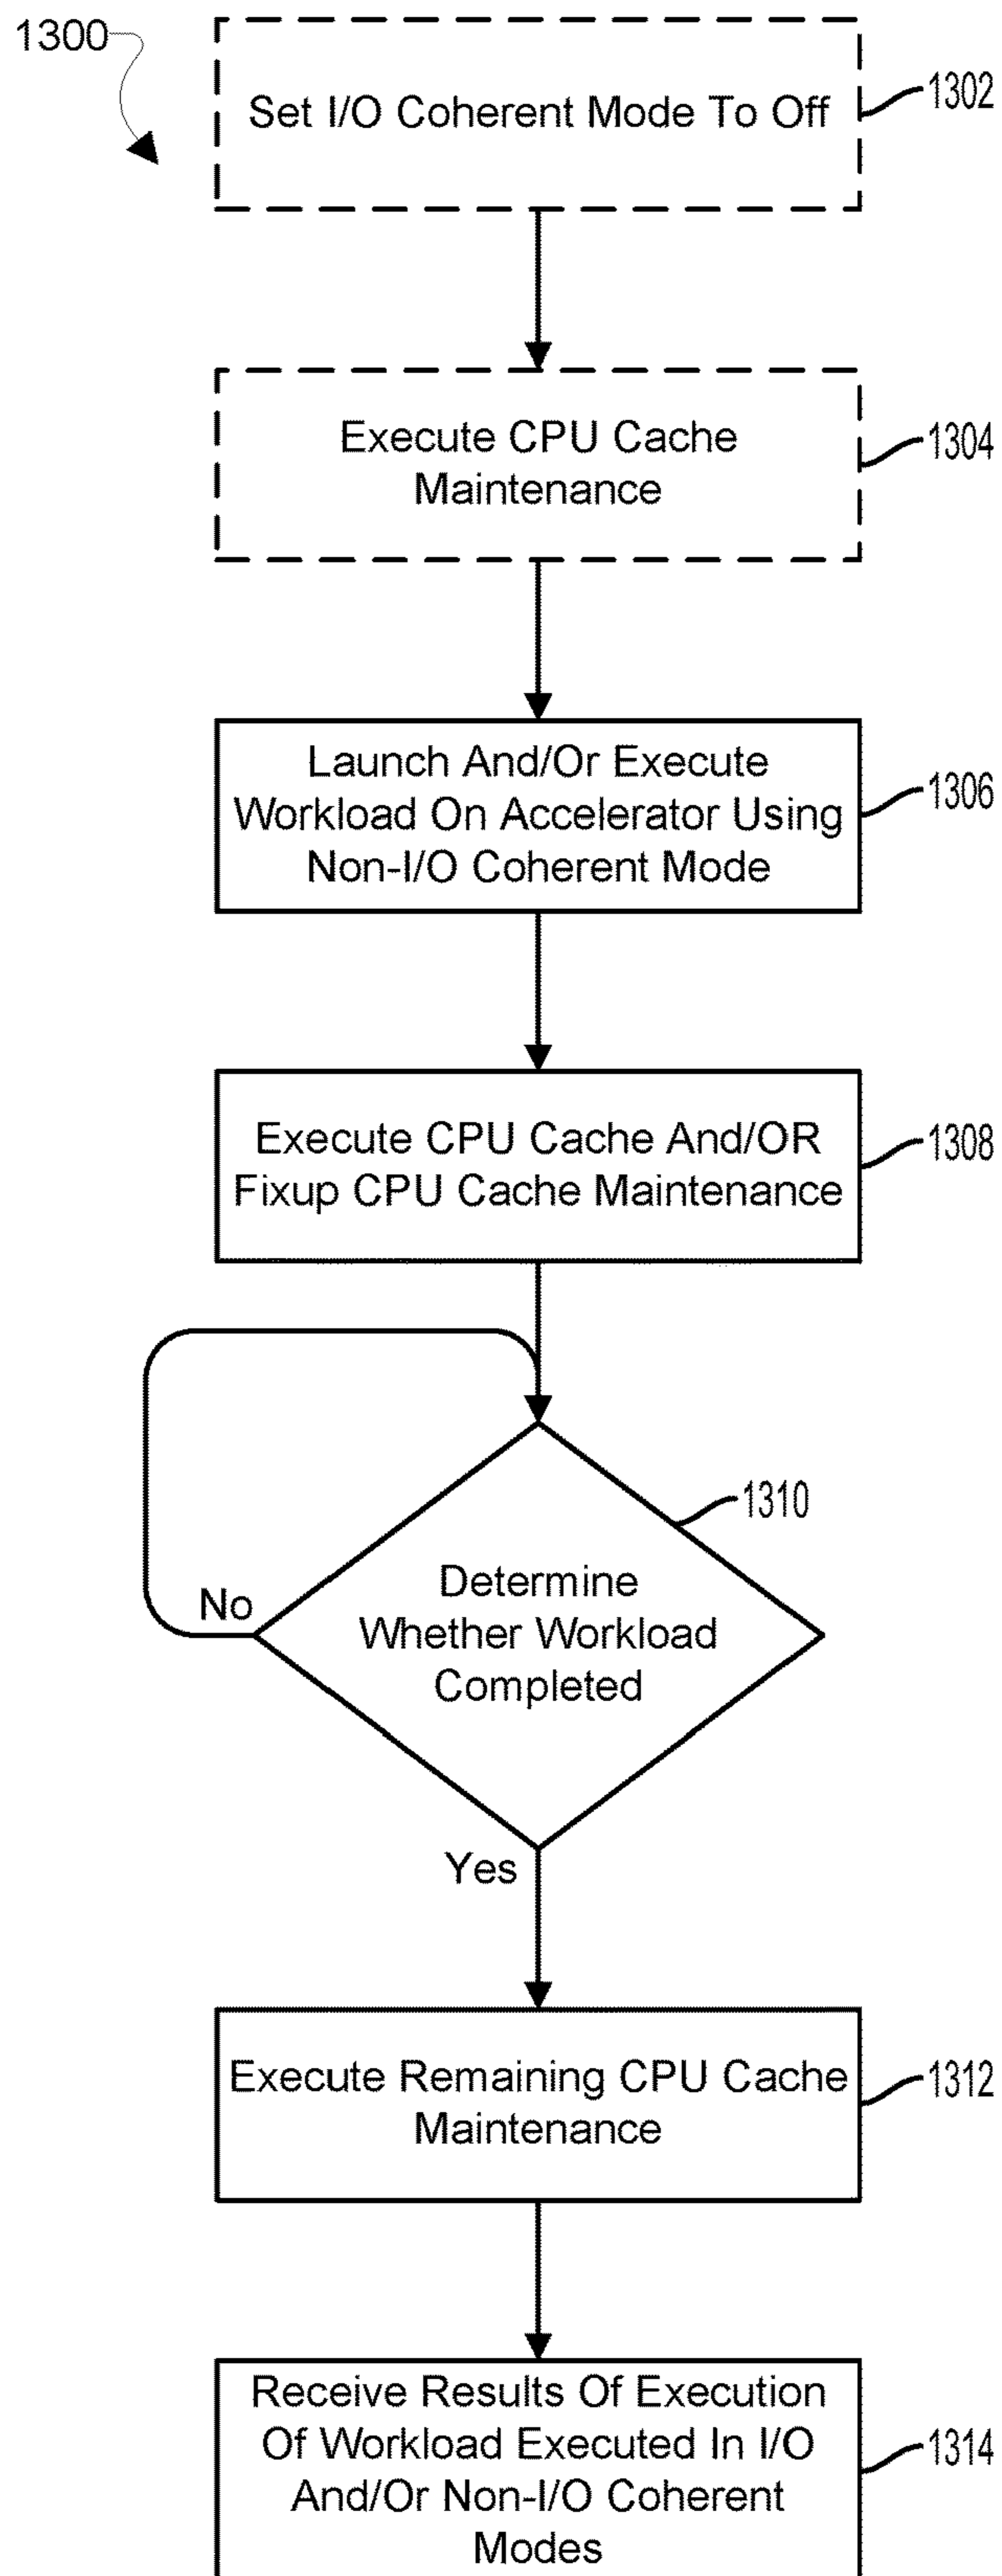 1300
Set I/O Coherent Mode To Off
1302
Execute CPU Cache
Maintenance
1304
Launch And/Or Execute
Workload On Accelerator Using
Non-I/O Coherent Mode
1306
Execute CPU Cache And/OR
Fixup CPU Cache Maintenance
1308
1310
Determine
Whether Workload
Completed
No
Yes
Execute Remaining CPU Cache
Maintenance
1312
Receive Results Of Execution
Of Workload Executed In I/O
And/Or Non-I/O Coherent
Modes
1314